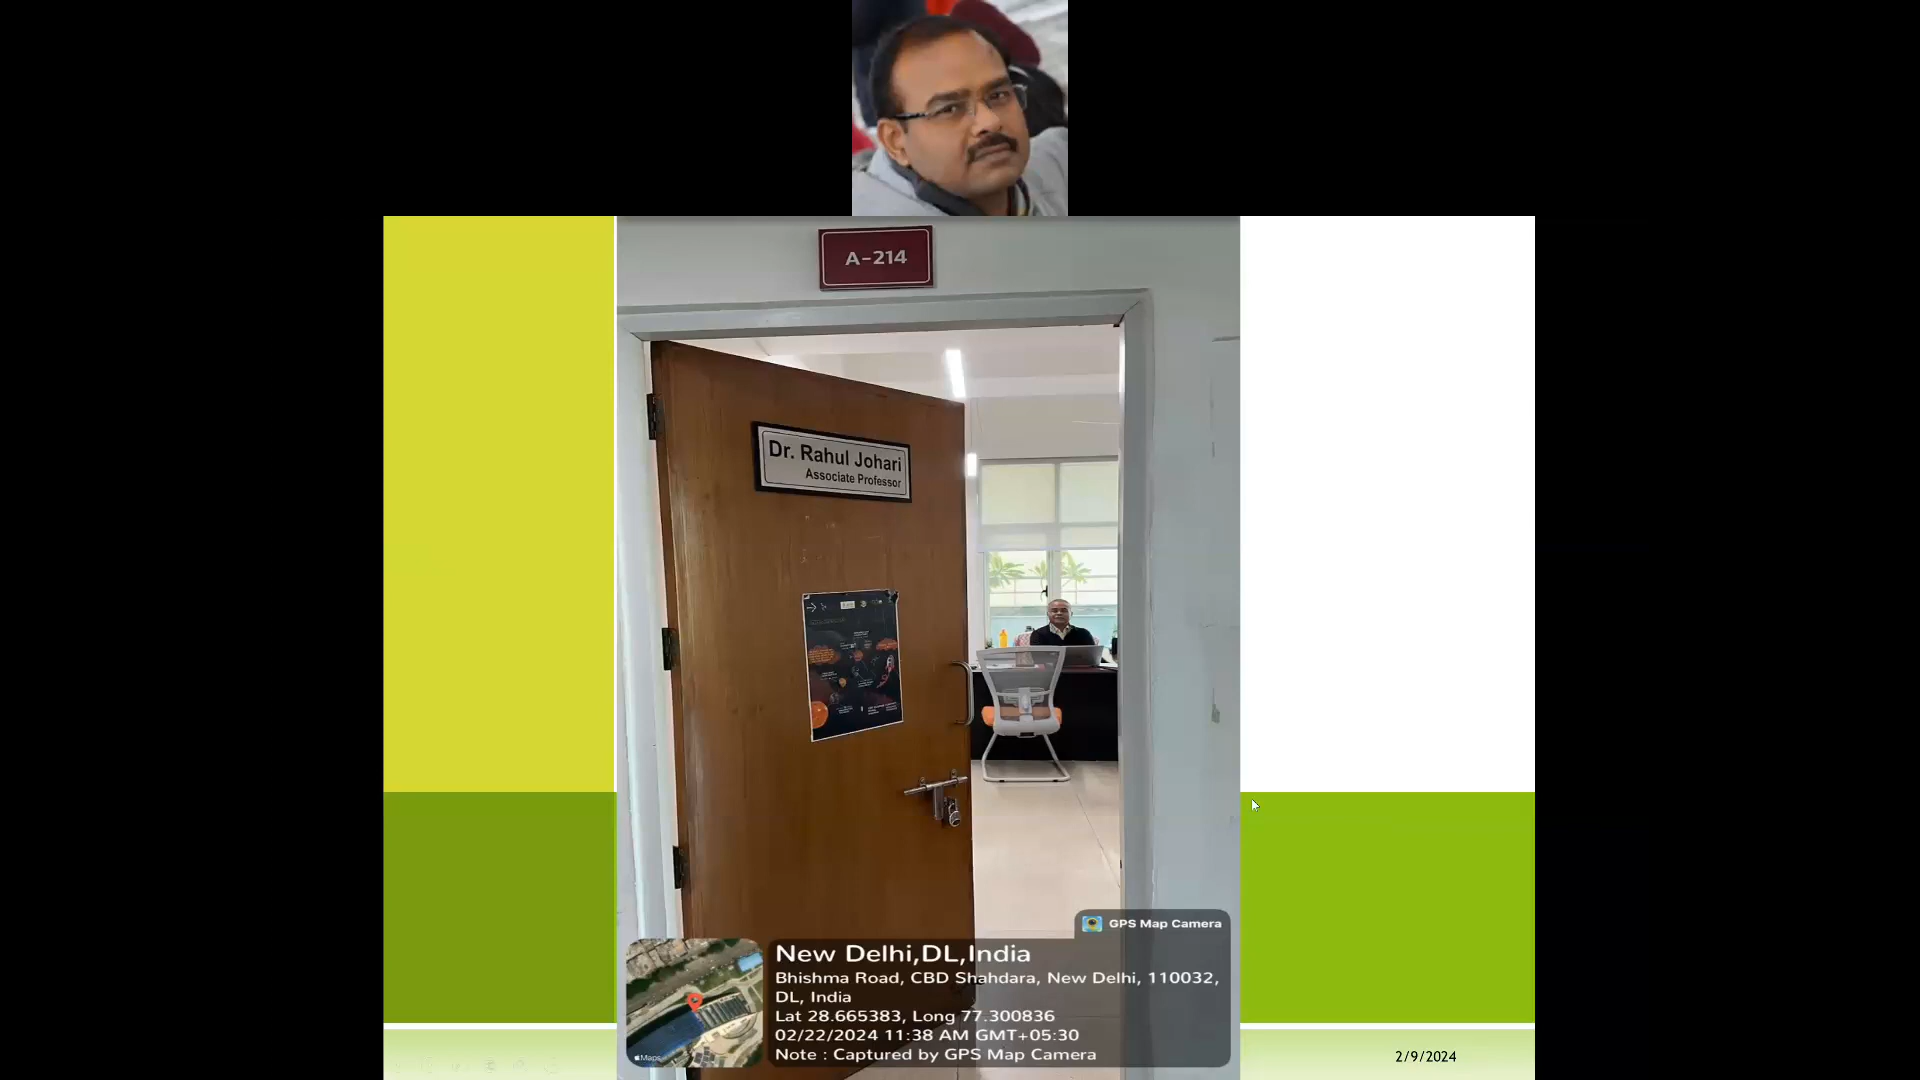 A-214
Dr. Rahul Johari
Associate Professor
GPS Map Camera
New Delhi,DL,India
Bhishma Road, CBD Shahdara, New Delhi, 110032,
DL, India
Lat 28.665383, Long 77.300836
02/22/2024 11:38 AM GMT+05:30
Note : Captured by GPS Map Camera
Maps
2/9/2024